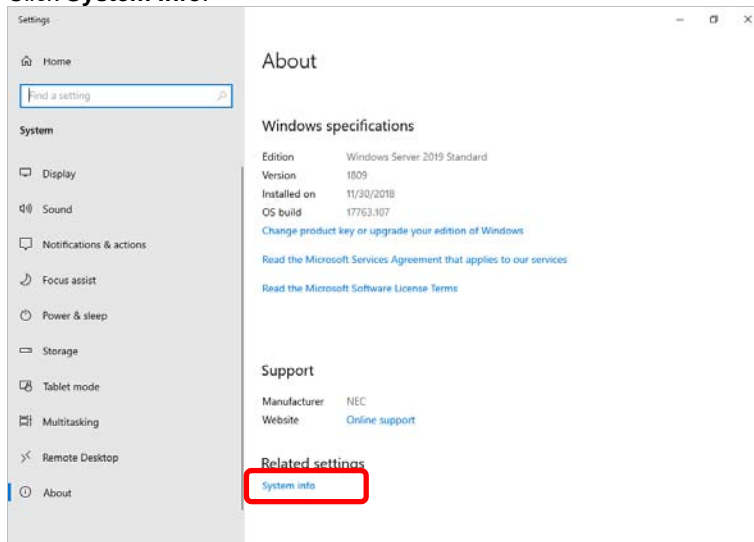 Click System info.
Settings
Home
About
Find a setting
System
Windows specifications
Edition Windows Server 2019 Standard
Version 1809
Installed on 11/30/2018
OS build 17763.107
Change product key or upgrade your edition of Windows
Read the Microsoft Services Agreement that applies to our services
Read the Microsoft Software License Terms
Display
Sound
Notifications & actions
Focus assist
Power & sleep
Storage
Tablet mode
Multitasking
Remote Desktop
About
Support
Manufacturer NEC
Website Online support
Related settings
System info